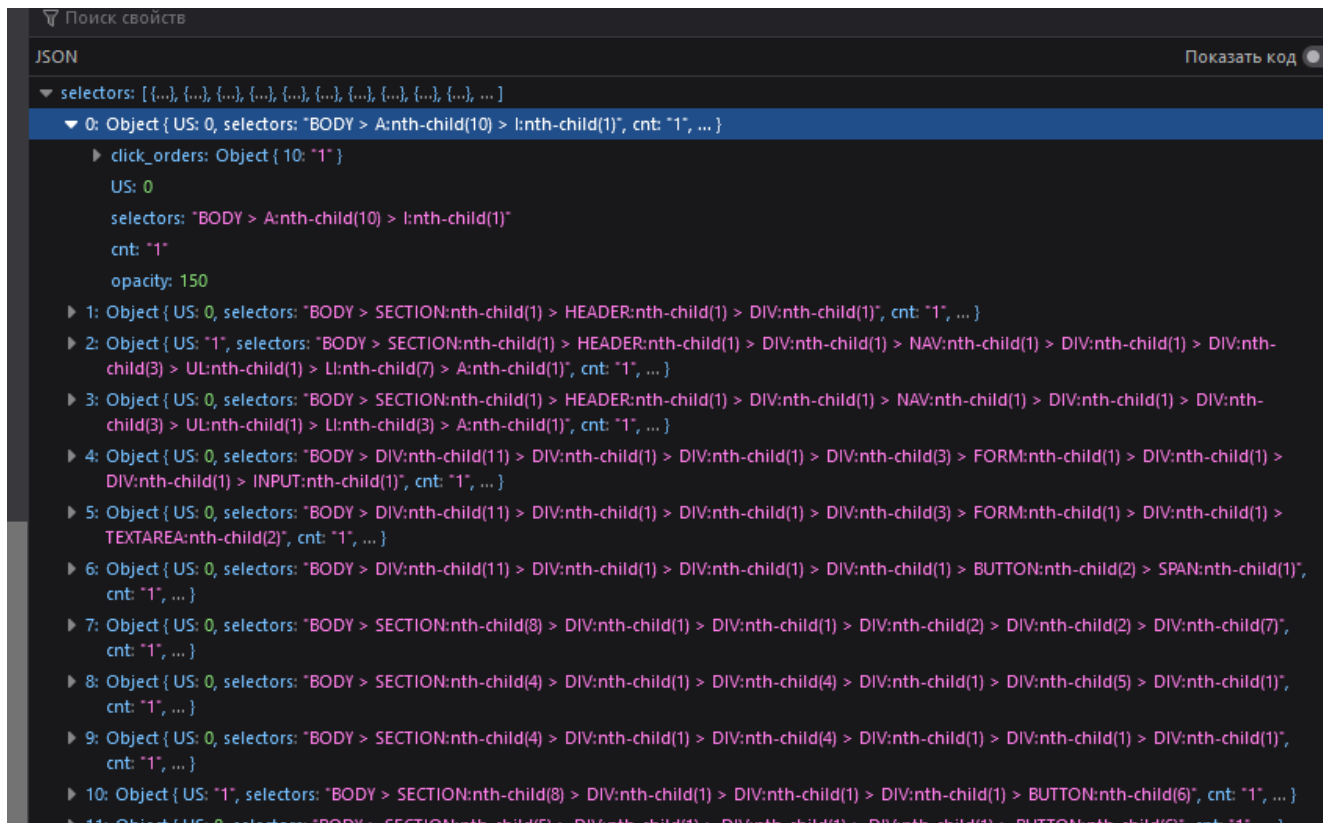 Поиск свойств
JSON
Показать код
selectors: [ {…}, {…}, {…}, {…}, {…}, {…}, {…}, {…}, {…}, {…}, … ]
0: Object { US: 0, selectors: "BODY > A:nth-child(10) > I:nth-child(1)", cnt: "1", … }
click_orders: Object { 10: "1" }
US: 0
selectors: "BODY > A:nth-child(10) > I:nth-child(1)"
cnt: "1"
opacity: 150
1: Object { US: 0, selectors: "BODY > SECTION:nth-child(1) > HEADER:nth-child(1) > DIV:nth-child(1)", cnt: "1", … }
2: Object { US: "1", selectors: "BODY > SECTION:nth-child(1) > HEADER:nth-child(1) > DIV:nth-child(1) > NAV:nth-child(1) > DIV:nth-child(1) > DIV:nth-
child(3) > UL:nth-child(1) > LI:nth-child(7) > A:nth-child(1)", cnt: "1", … }
3: Object { US: 0, selectors: "BODY > SECTION:nth-child(1) > HEADER:nth-child(1) > DIV:nth-child(1) > NAV:nth-child(1) > DIV:nth-child(1) > DIV:nth-
child(3) > UL:nth-child(1) > LI:nth-child(3) > A:nth-child(1)", cnt: "1", … }
4: Object { US: 0, selectors: "BODY > DIV:nth-child(11) > DIV:nth-child(1) > DIV:nth-child(1) > DIV:nth-child(3) > FORM:nth-child(1) > DIV:nth-child(1) >
DIV:nth-child(1) > INPUT:nth-child(1)", cnt: "1", … }
5: Object { US: 0, selectors: "BODY > DIV:nth-child(11) > DIV:nth-child(1) > DIV:nth-child(1) > DIV:nth-child(3) > FORM:nth-child(1) > DIV:nth-child(1) >
TEXTAREA:nth-child(2)", cnt: "1", … }
6: Object { US: 0, selectors: "BODY > DIV:nth-child(11) > DIV:nth-child(1) > DIV:nth-child(1) > DIV:nth-child(1) > BUTTON:nth-child(2) > SPAN:nth-child(1)",
cnt: "1", … }
7: Object { US: 0, selectors: "BODY > SECTION:nth-child(8) > DIV:nth-child(1) > DIV:nth-child(1) > DIV:nth-child(2) > DIV:nth-child(2) > DIV:nth-child(7)",
cnt: "1", … }
8: Object { US: 0, selectors: "BODY > SECTION:nth-child(4) > DIV:nth-child(1) > DIV:nth-child(4) > DIV:nth-child(1) > DIV:nth-child(5) > DIV:nth-child(1)",
cnt: "1", … }
9: Object { US: 0, selectors: "BODY > SECTION:nth-child(4) > DIV:nth-child(1) > DIV:nth-child(4) > DIV:nth-child(1) > DIV:nth-child(1) > DIV:nth-child(1)",
cnt: "1", … }
10: Object { US: "1", selectors: "BODY > SECTION:nth-child(8) > DIV:nth-child(1) > DIV:nth-child(1) > DIV:nth-child(1) > BUTTON:nth-child(6)", cnt: "1", … }